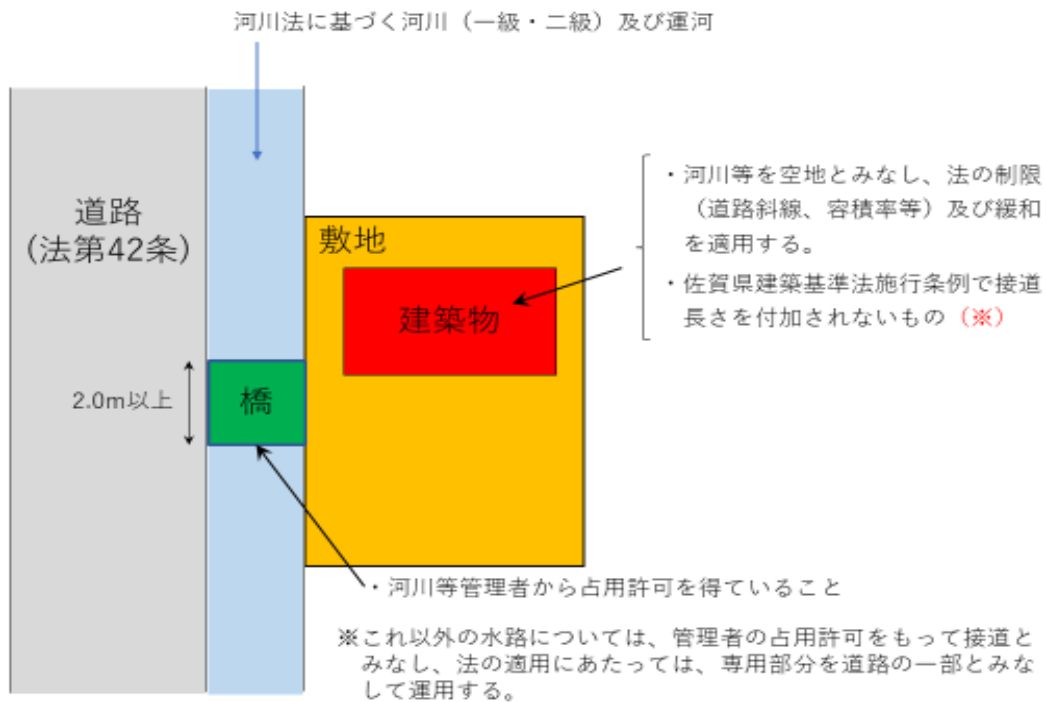 河川法に基づく河川（一級・二級）及び運河
道路
(法第42条)
敷地
建築物
・河川等を空地とみなし、法の制限
（道路斜線、容積率等）及び緩和
を適用する。
・佐賀県建築基準法施行条例で接道
長さを付加されないもの（※）
2.0m以上
橋
・河川等管理者から占用許可を得ていること
※これ以外の水路については、管理者の占用許可をもって接道と
みなし、法の適用にあたっては、専用部分を道路の一部とみな
して運用する。